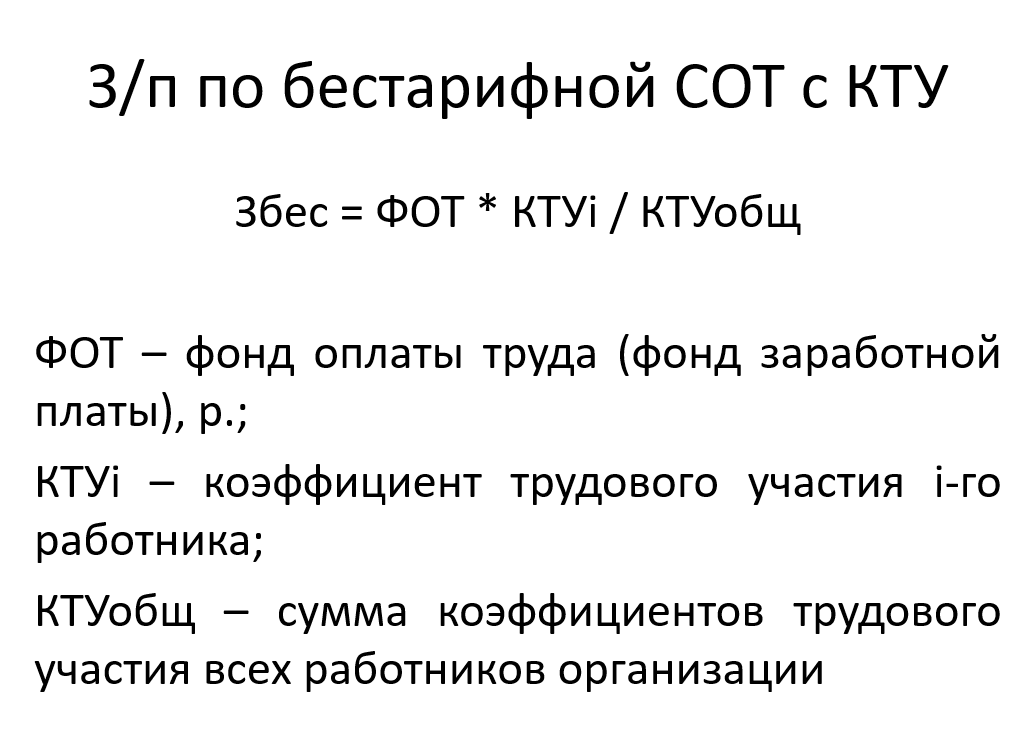 З/п по бестарифной СОТ с КТУ
Збес = ФОТ * КТУi / КТУобщ
ФОТ – фонд оплаты труда (фонд заработной
платы), р.;
КТУi – коэффициент трудового участия i-го
работника;
КТУобщ – сумма коэффициентов трудового
участия всех работников организации